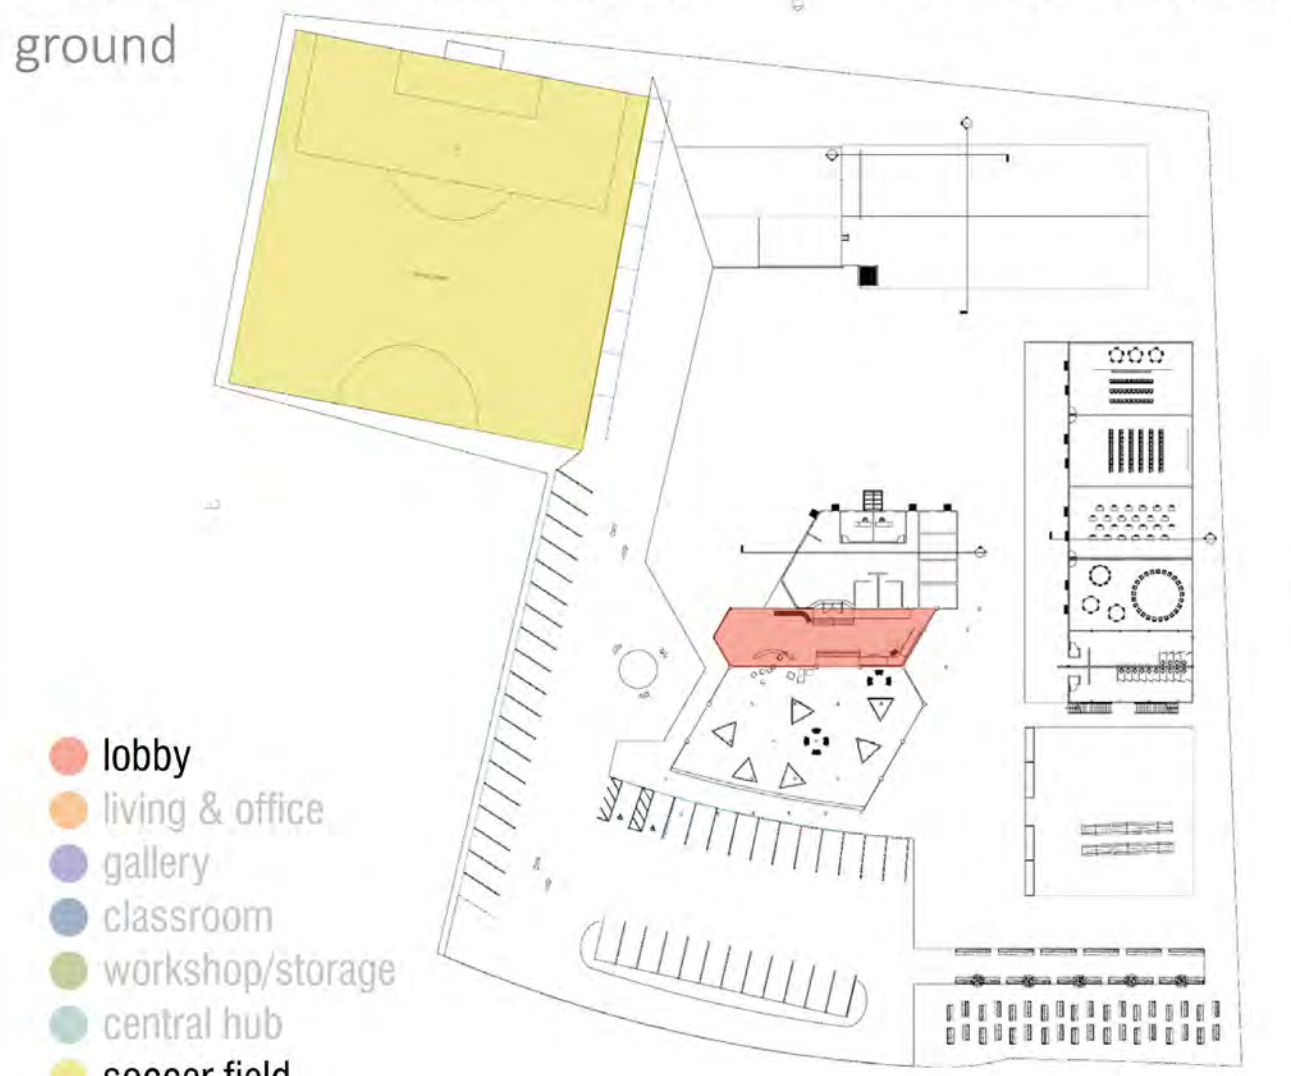 ground
lobby
living & office
gallery
classroom
workshop/storage
central hub
soccer field